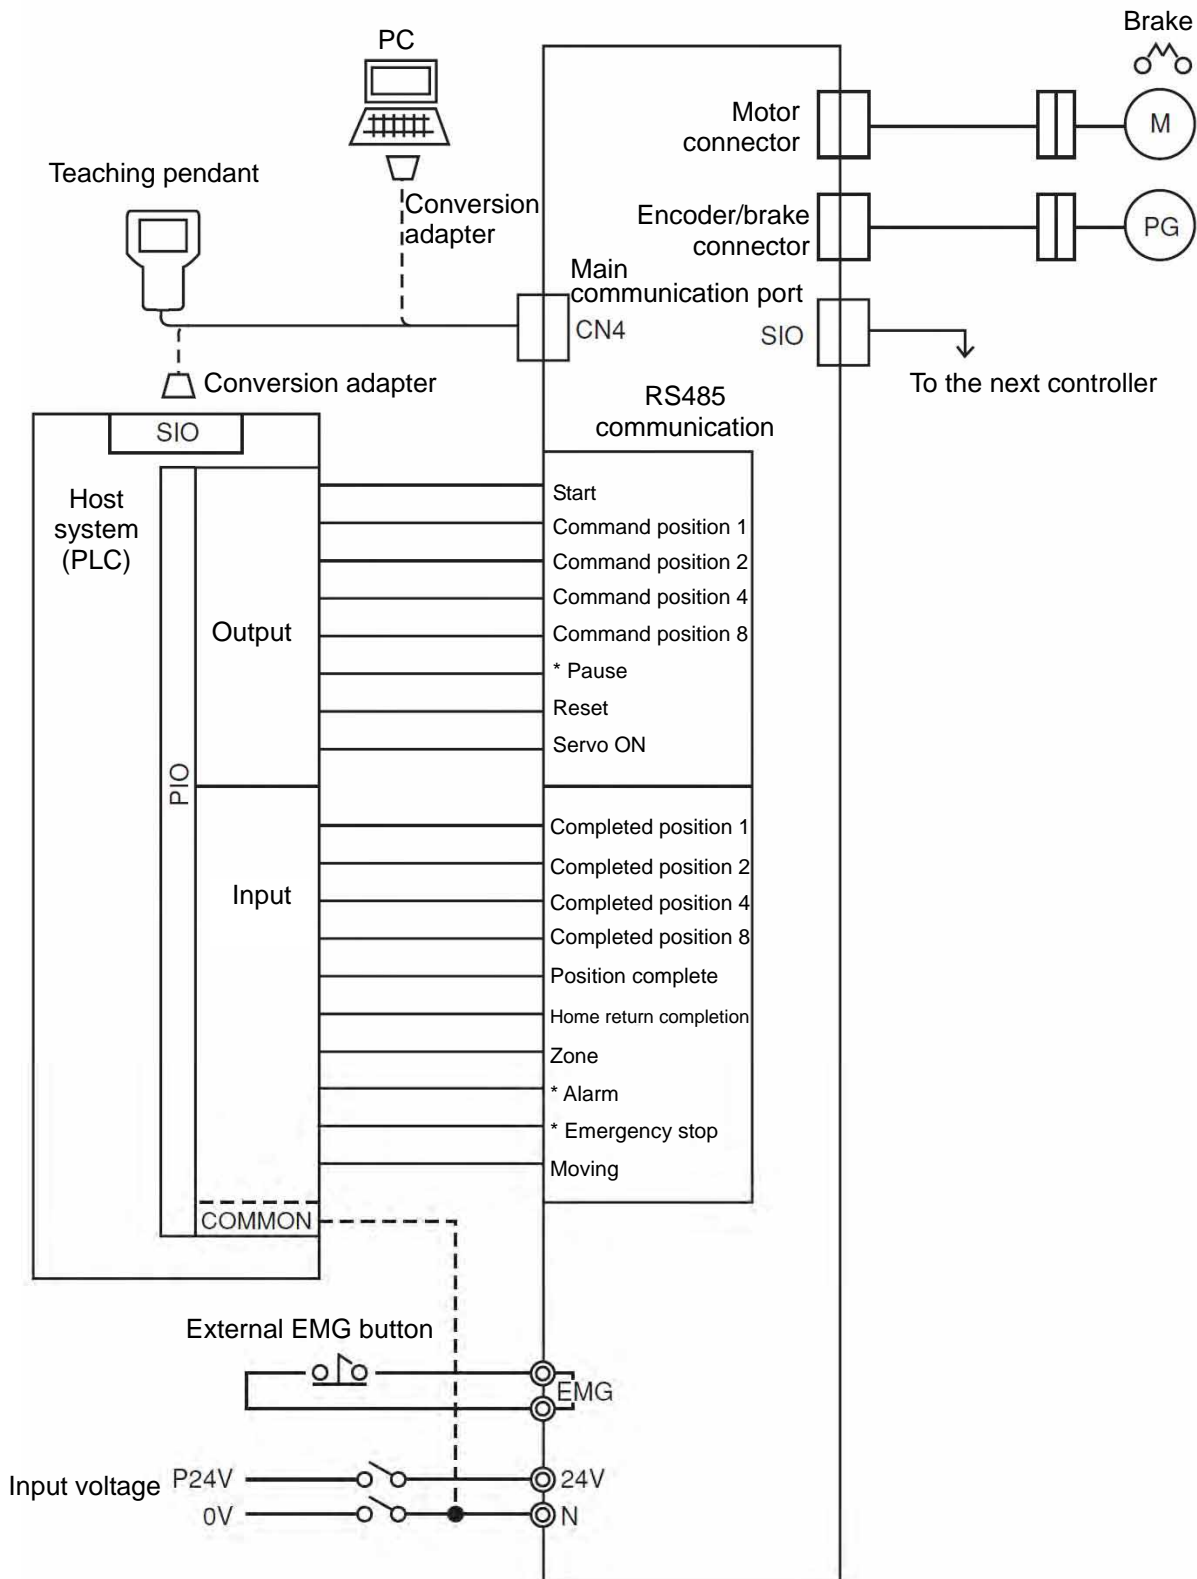 Brake
PC
Motor
connector
M
Teaching pendant
Conversion
adapter
Encoder/brake
connector
PG
Main
communication port
CN4
SIO
To the next controller
Conversion adapter
RS485
communication
SIO
Host
system
(PLC)
PIO
Output
Start
Command position 1
Command position 2
Command position 4
Command position 8
* Pause
Reset
Servo ON
Input
Completed position 1
Completed position 2
Completed position 4
Completed position 8
Position complete
Home return completion
Zone
* Alarm
* Emergency stop
Moving
COMMON
External EMG button
EMG
Input voltage
P24V
24V
0V
N